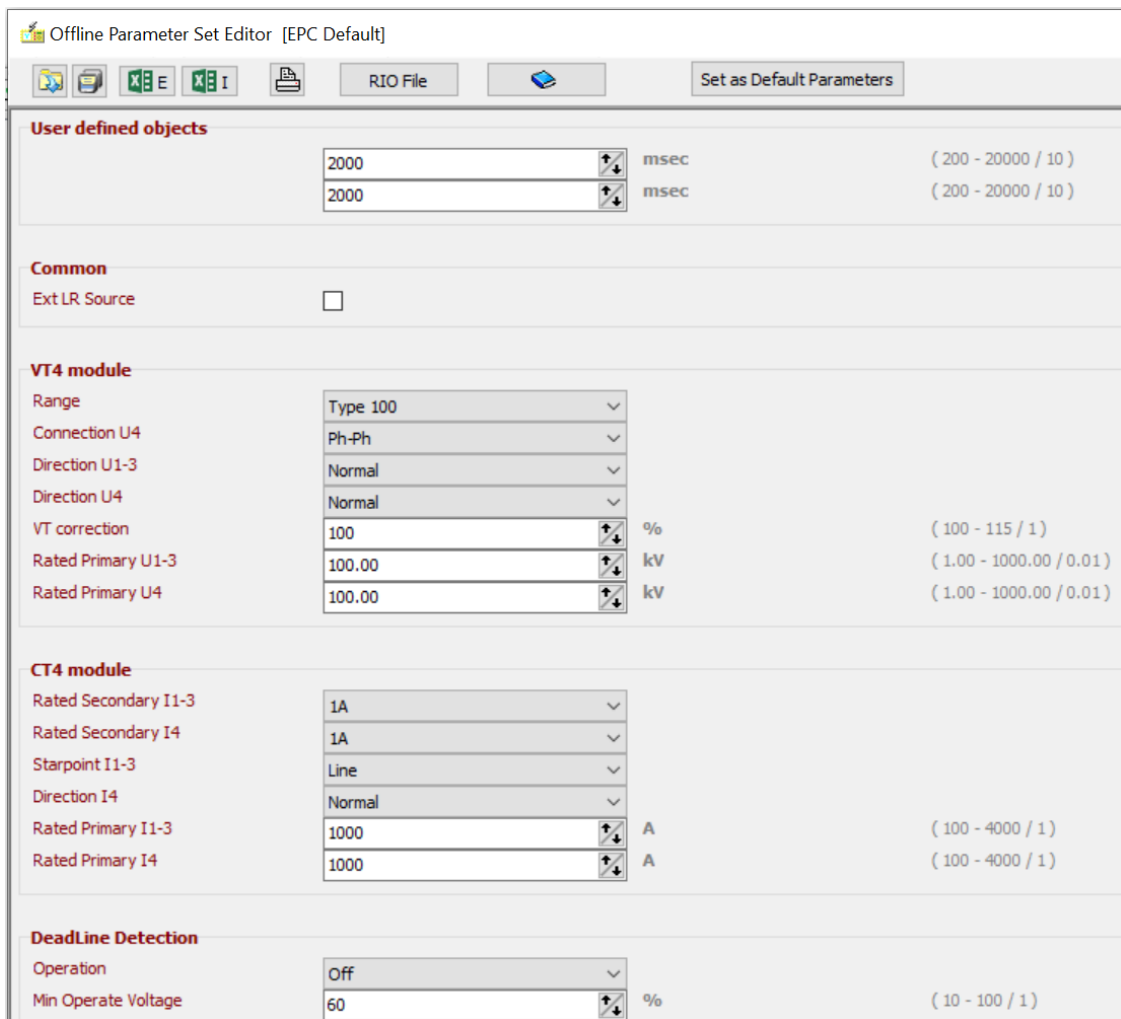 Offline Parameter Set Editor [EPC Default]
E I RIO File Set as Default Parameters
User defined objects
2000 msec ( 200 - 20000 / 10 )
2000 msec ( 200 - 20000 / 10 )
Common
Ext LR Source
VT4 module
Range Type 100
Connection U4 Ph-Ph
Direction U1-3 Normal
Direction U4 Normal
VT correction 100 % ( 100 - 115 / 1 )
Rated Primary U1-3 100.00 kV ( 1.00 - 1000.00 / 0.01 )
Rated Primary U4 100.00 kV ( 1.00 - 1000.00 / 0.01 )
CT4 module
Rated Secondary I1-3 1A
Rated Secondary I4 1A
Starpoint I1-3 Line
Direction I4 Normal
Rated Primary I1-3 1000 A ( 100 - 4000 / 1 )
Rated Primary I4 1000 A ( 100 - 4000 / 1 )
DeadLine Detection
Operation Off
Min Operate Voltage 60 % ( 10 - 100 / 1 )